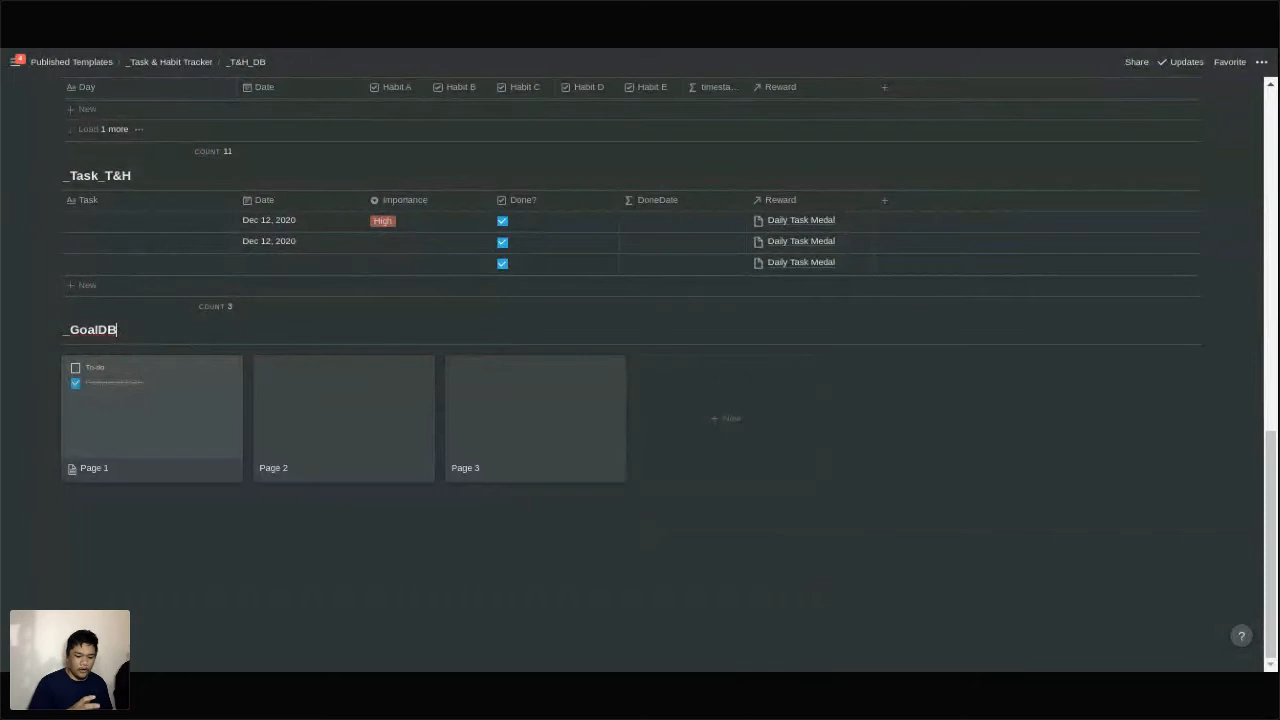 4
Published Templates / _Task & Habit Tracker / _T&H_DB
Share Updates Favorite •••
Aa Day Date Habit A Habit B Habit C Habit D Habit E Σ timesta... Reward +
+ New
↓ Load 1 more •••
COUNT 11
_Task_T&H
Aa Task Date Importance Done? Σ DoneDate Reward +
Dec 12, 2020 High Daily Task Medal
Dec 12, 2020 Daily Task Medal
Daily Task Medal
+ New
COUNT 3
_GoalDB
To-do
+ New
Page 1 Page 2 Page 3
?